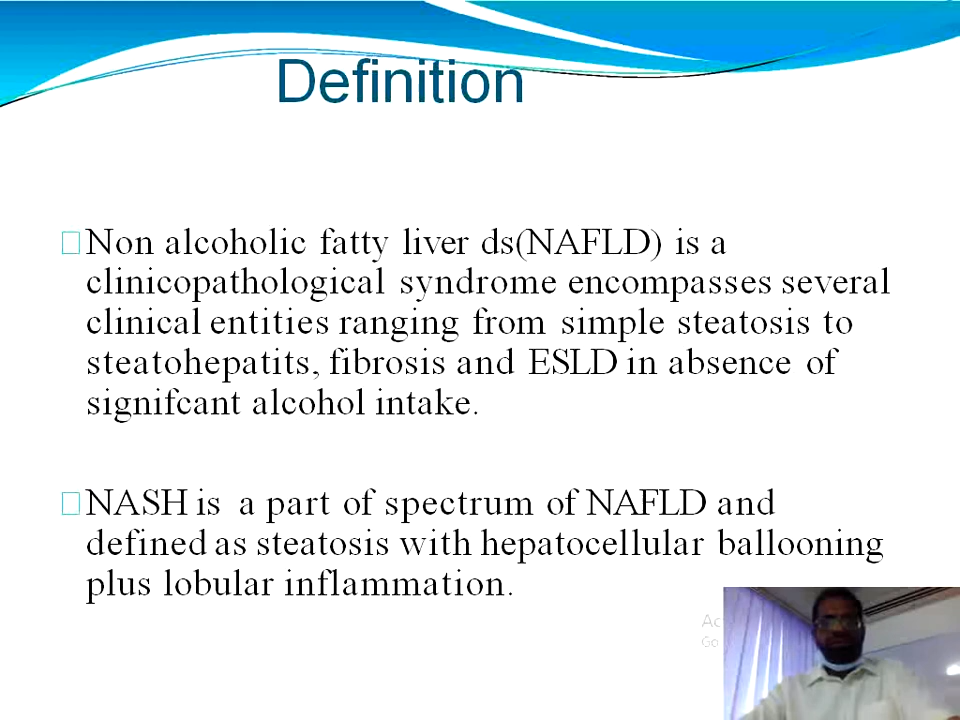 Definition
Non alcoholic fatty liver ds(NAFLD) is a
clinicopathological syndrome encompasses several
clinical entities ranging from simple steatosis to
steatohepatits, fibrosis and ESLD in absence of
signifcant alcohol intake.
NASH is a part of spectrum of NAFLD and
defined as steatosis with hepatocellular ballooning
plus lobular inflammation.